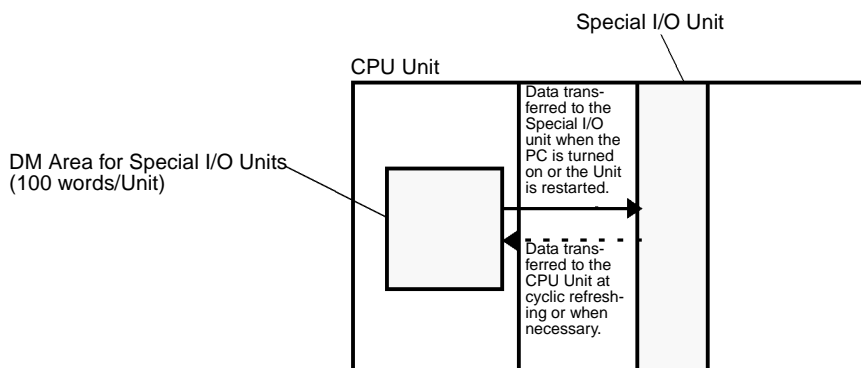 Special I/O Unit
CPU Unit
Data trans-
ferred to the
Special I/O
unit when the
PC is turned
on or the Unit
is restarted.
DM Area for Special I/O Units
(100 words/Unit)
Data trans-
ferred to the
CPU Unit at
cyclic refresh-
ing or when
necessary.